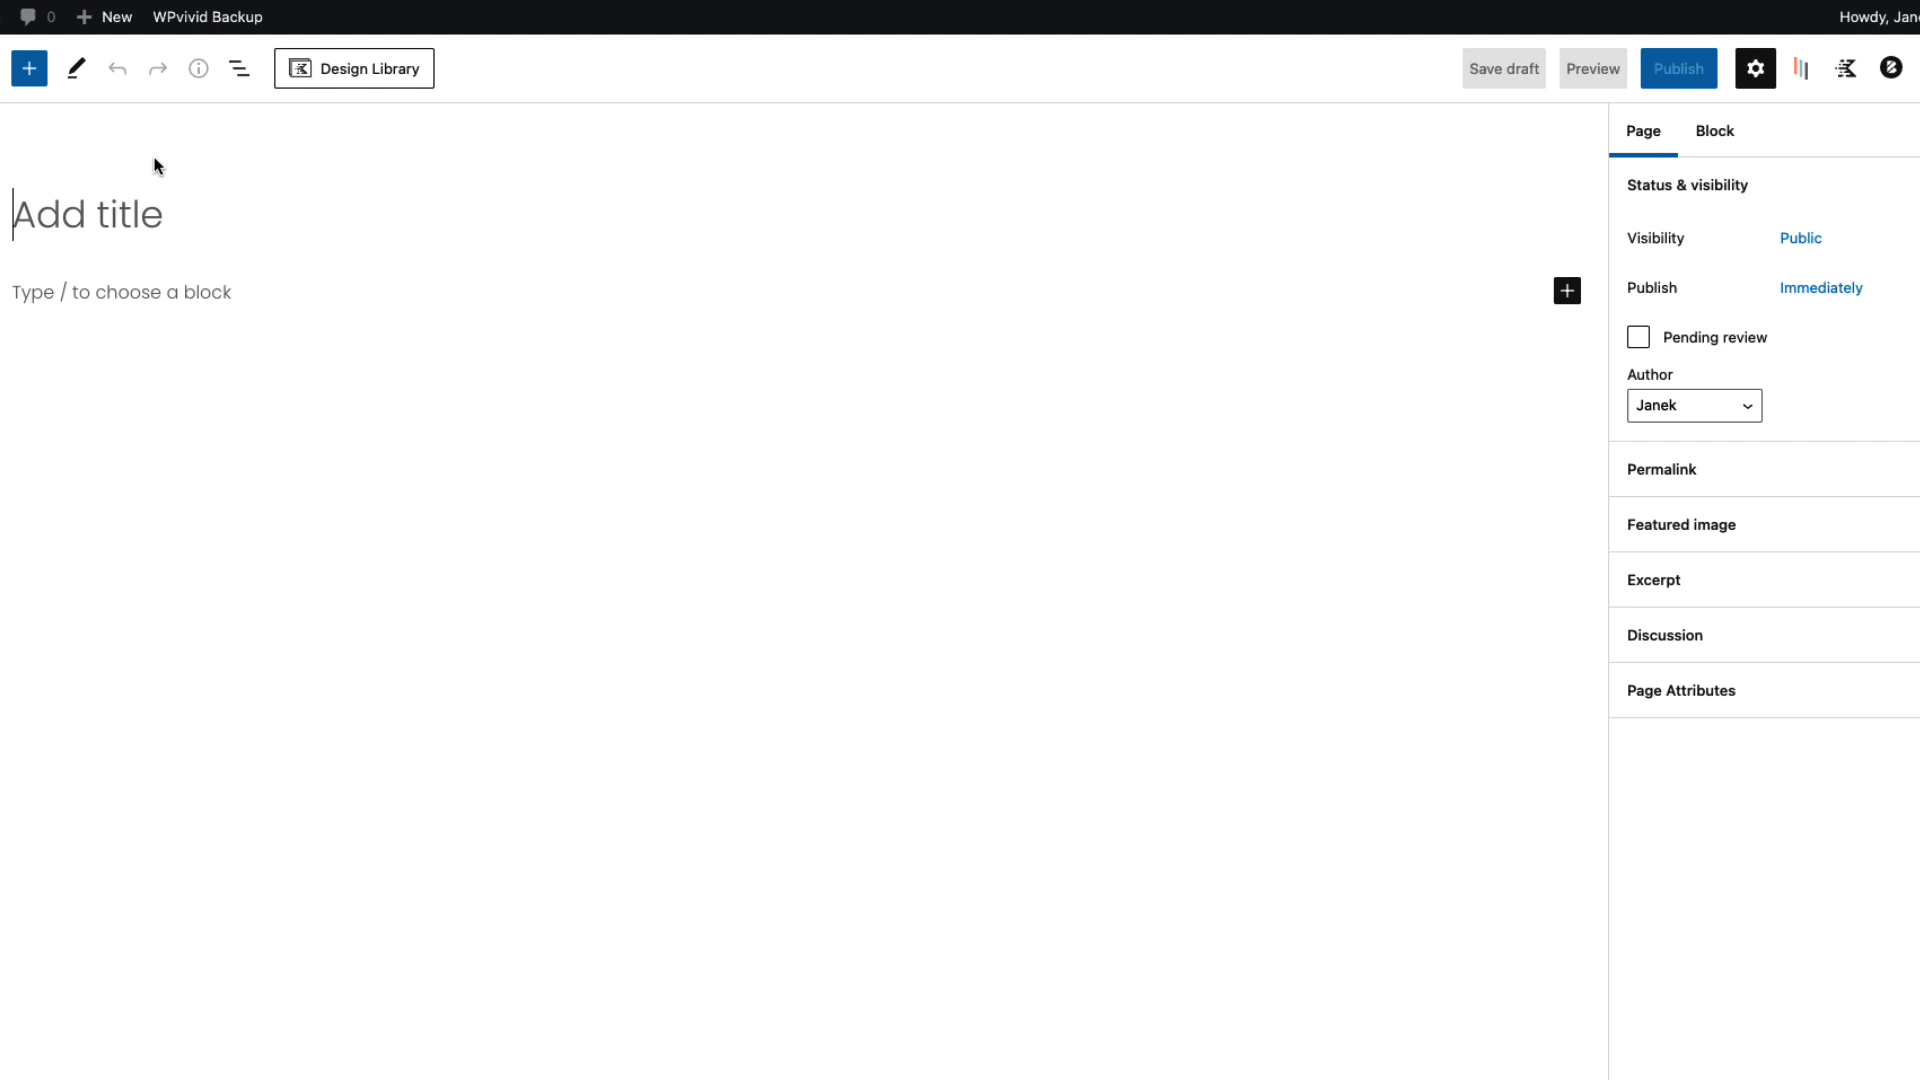 0 New WPvivid Backup Howdy, Jan
Design Library Save draft Preview Publish
Page Block
Status & visibility
Add title
Visibility Public
Type / to choose a block
Publish Immediately
Pending review
Author
Janek
Permalink
Featured image
Excerpt
Discussion
Page Attributes